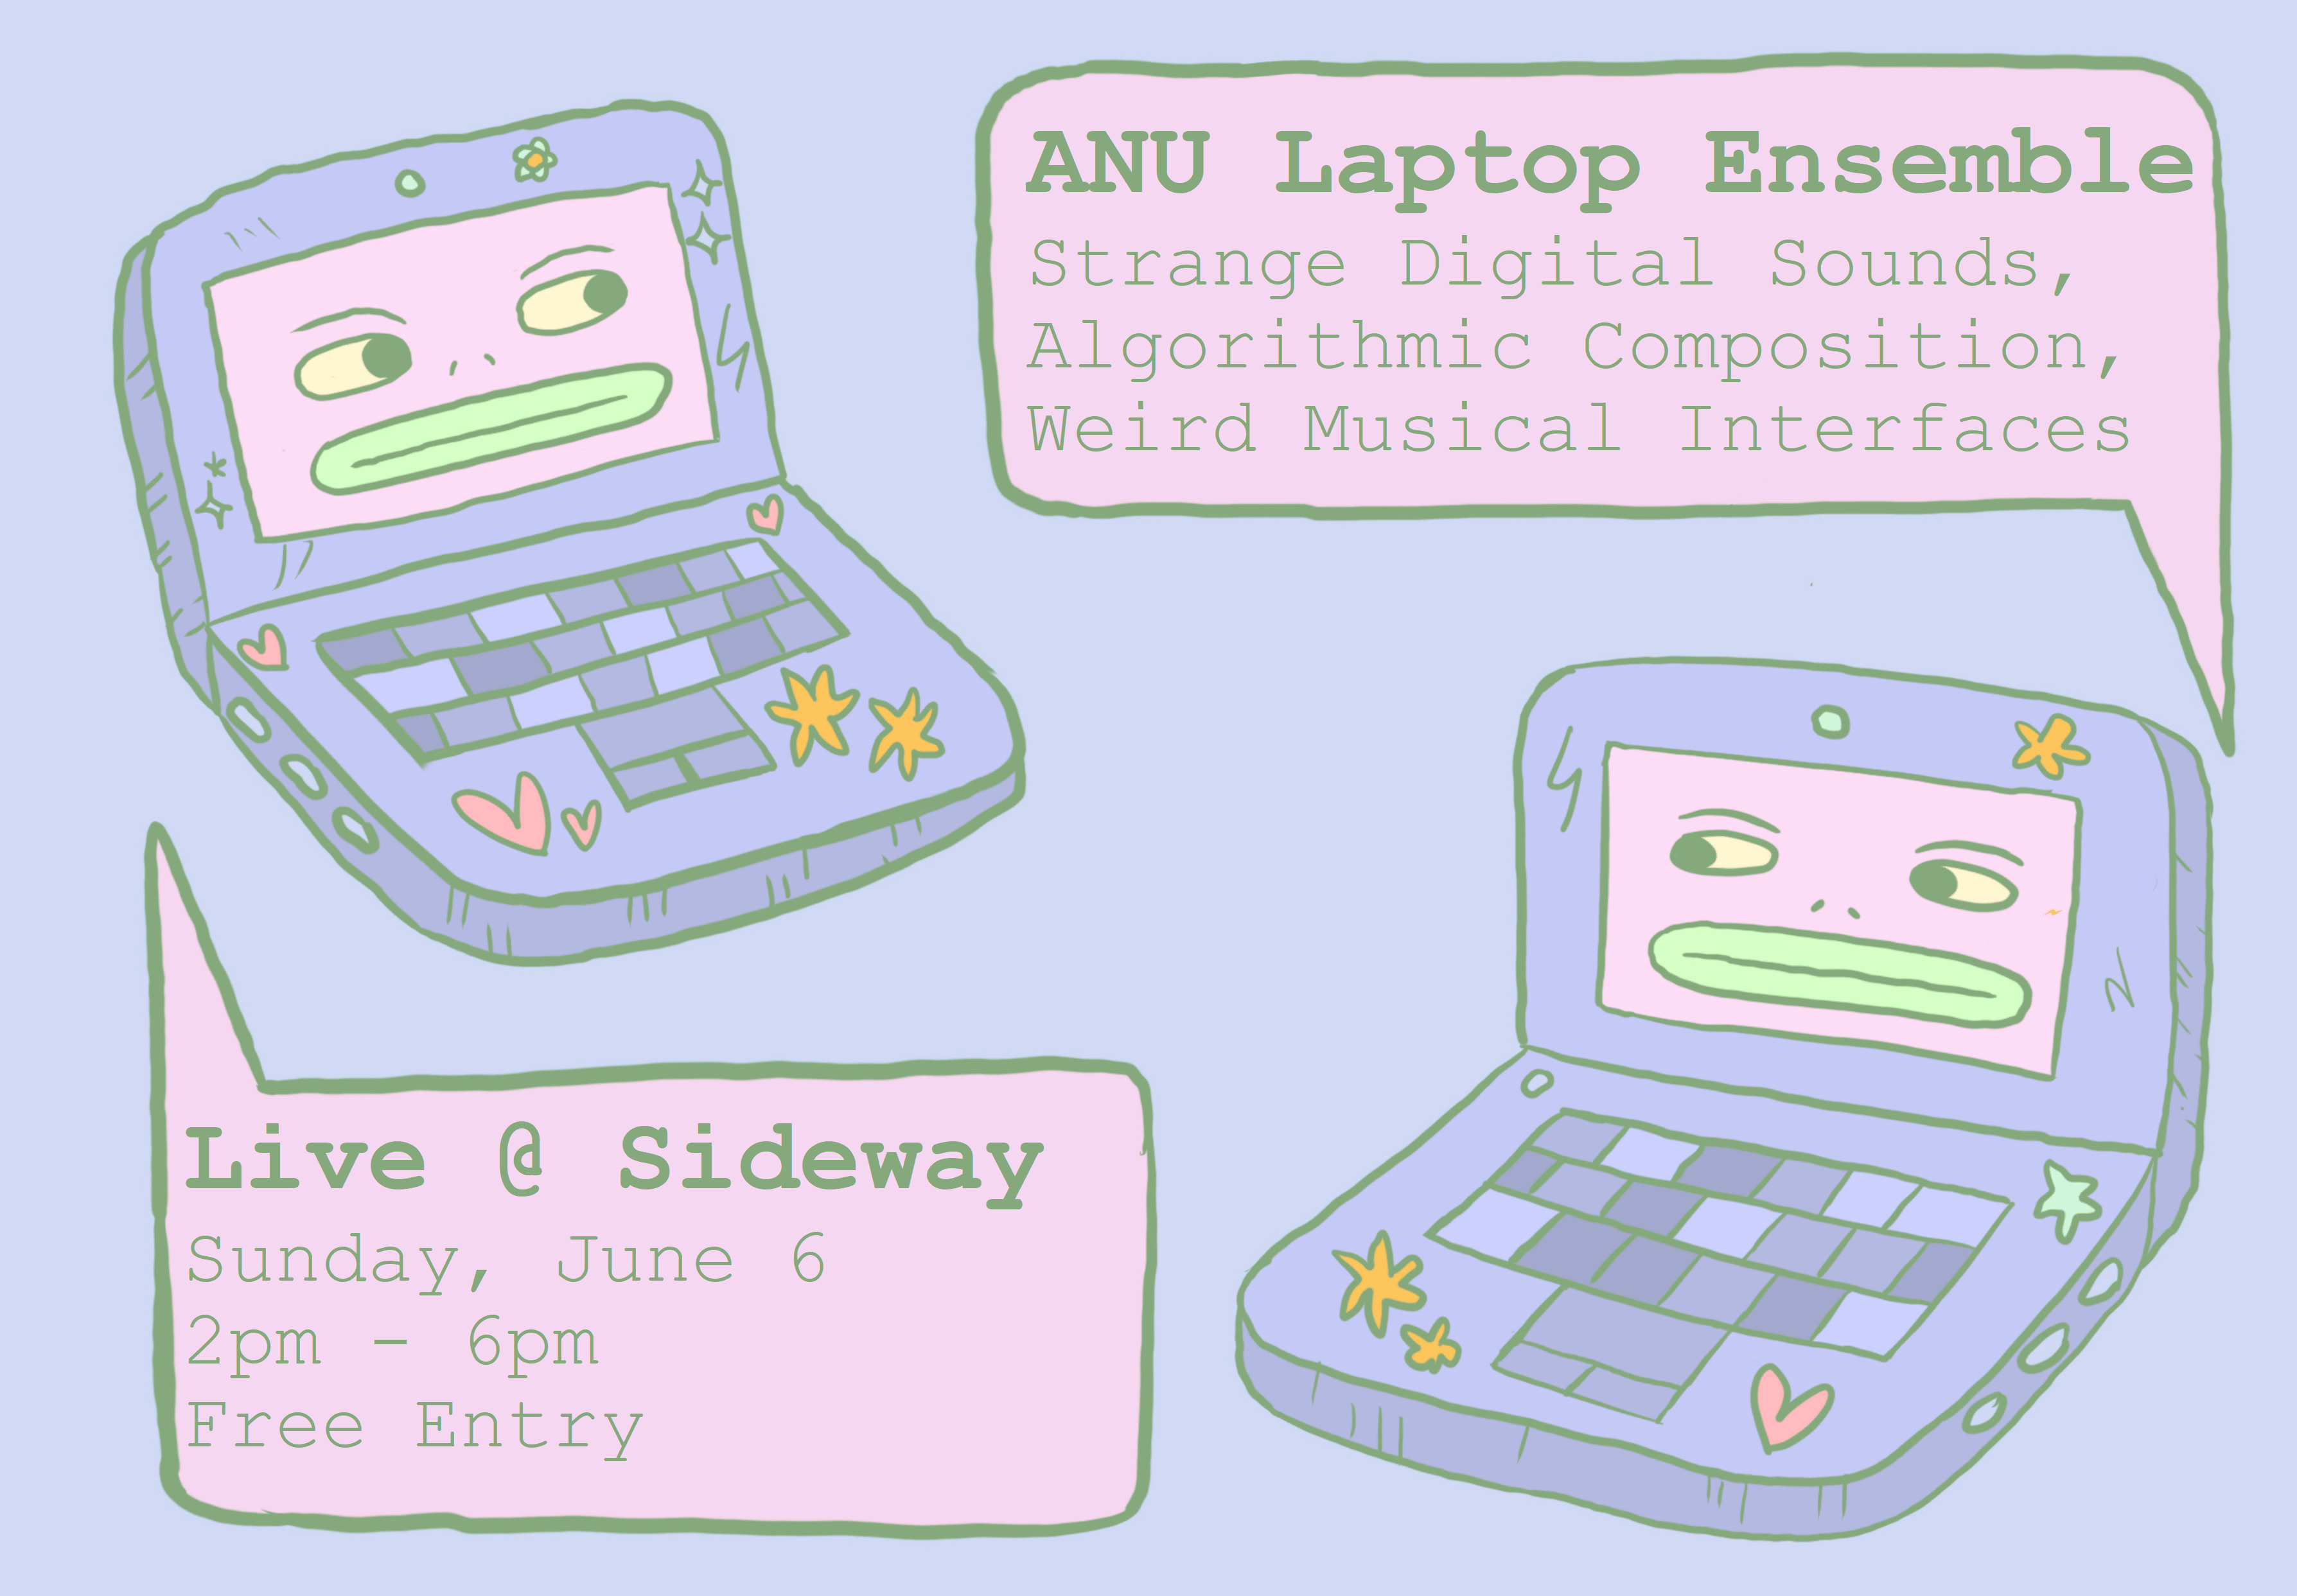 ANU Laptop Ensemble
Strange Digital Sounds,
Algorithmic Composition,
Weird Musical Interfaces
Live @ Sideway
Sunday, June 6
2pm – 6pm
Free Entry